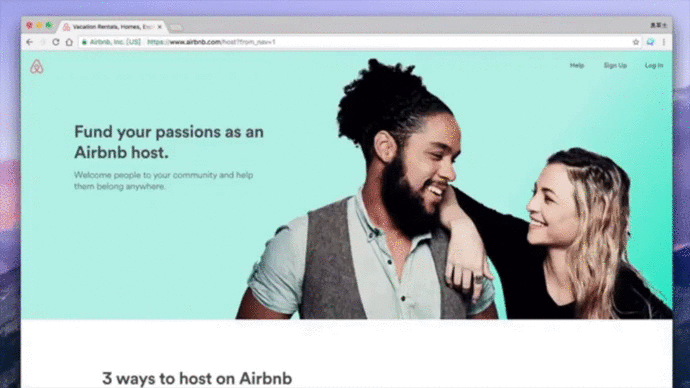 Vacation Rentals, Homes, Exc
Airbnb, Inc. [US]
https://www.airbnb.com/host?from_nav=1
Help
Sign Up
Log In
Fund your passions as an
Airbnb host.
Welcome people to your community and help
them belong anywhere.
3 ways to host on Airbnb